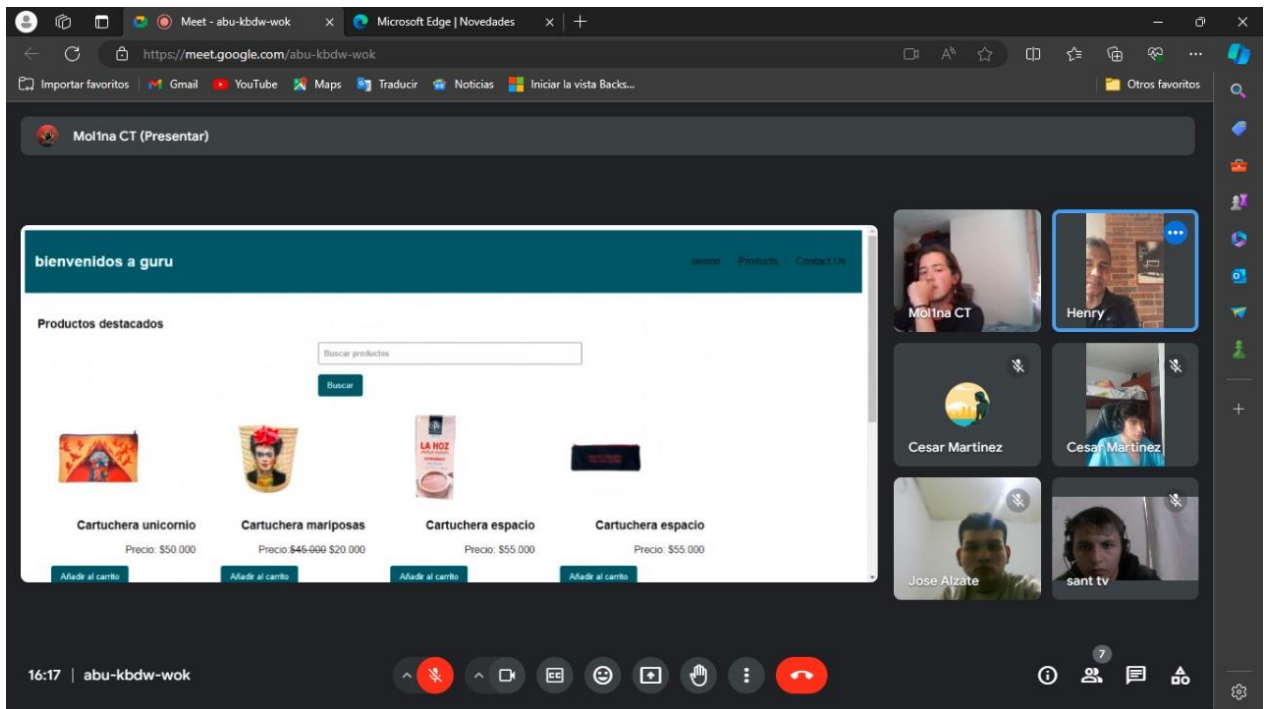 Meet - abu-kbdw-wok
Microsoft Edge | Novedades
https://meet.google.com/abu-kbdw-wok
Importar favoritos
Gmail
YouTube
Maps
Traducir
Noticias
Iniciar la vista Backs...
Otros favoritos
Mol1na CT (Presentar)
bienvenidos a guru
sesion
Products
Contact Us
Productos destacados
Buscar productos
Buscar
LA HOZ
Cartuchera unicornio
Cartuchera mariposas
Cartuchera espacio
Cartuchera espacio
Precio: $50.000
Precio:$45.000 $20.000
Precio: $55.000
Precio: $55.000
Añadir al carrito
Añadir al carrito
Añadir al carrito
Añadir al carrito
Mol1na CT
Henry
Cesar Martinez
Cesar Martinez
Jose Alzate
sant tv
16:17 | abu-kbdw-wok
CC
7